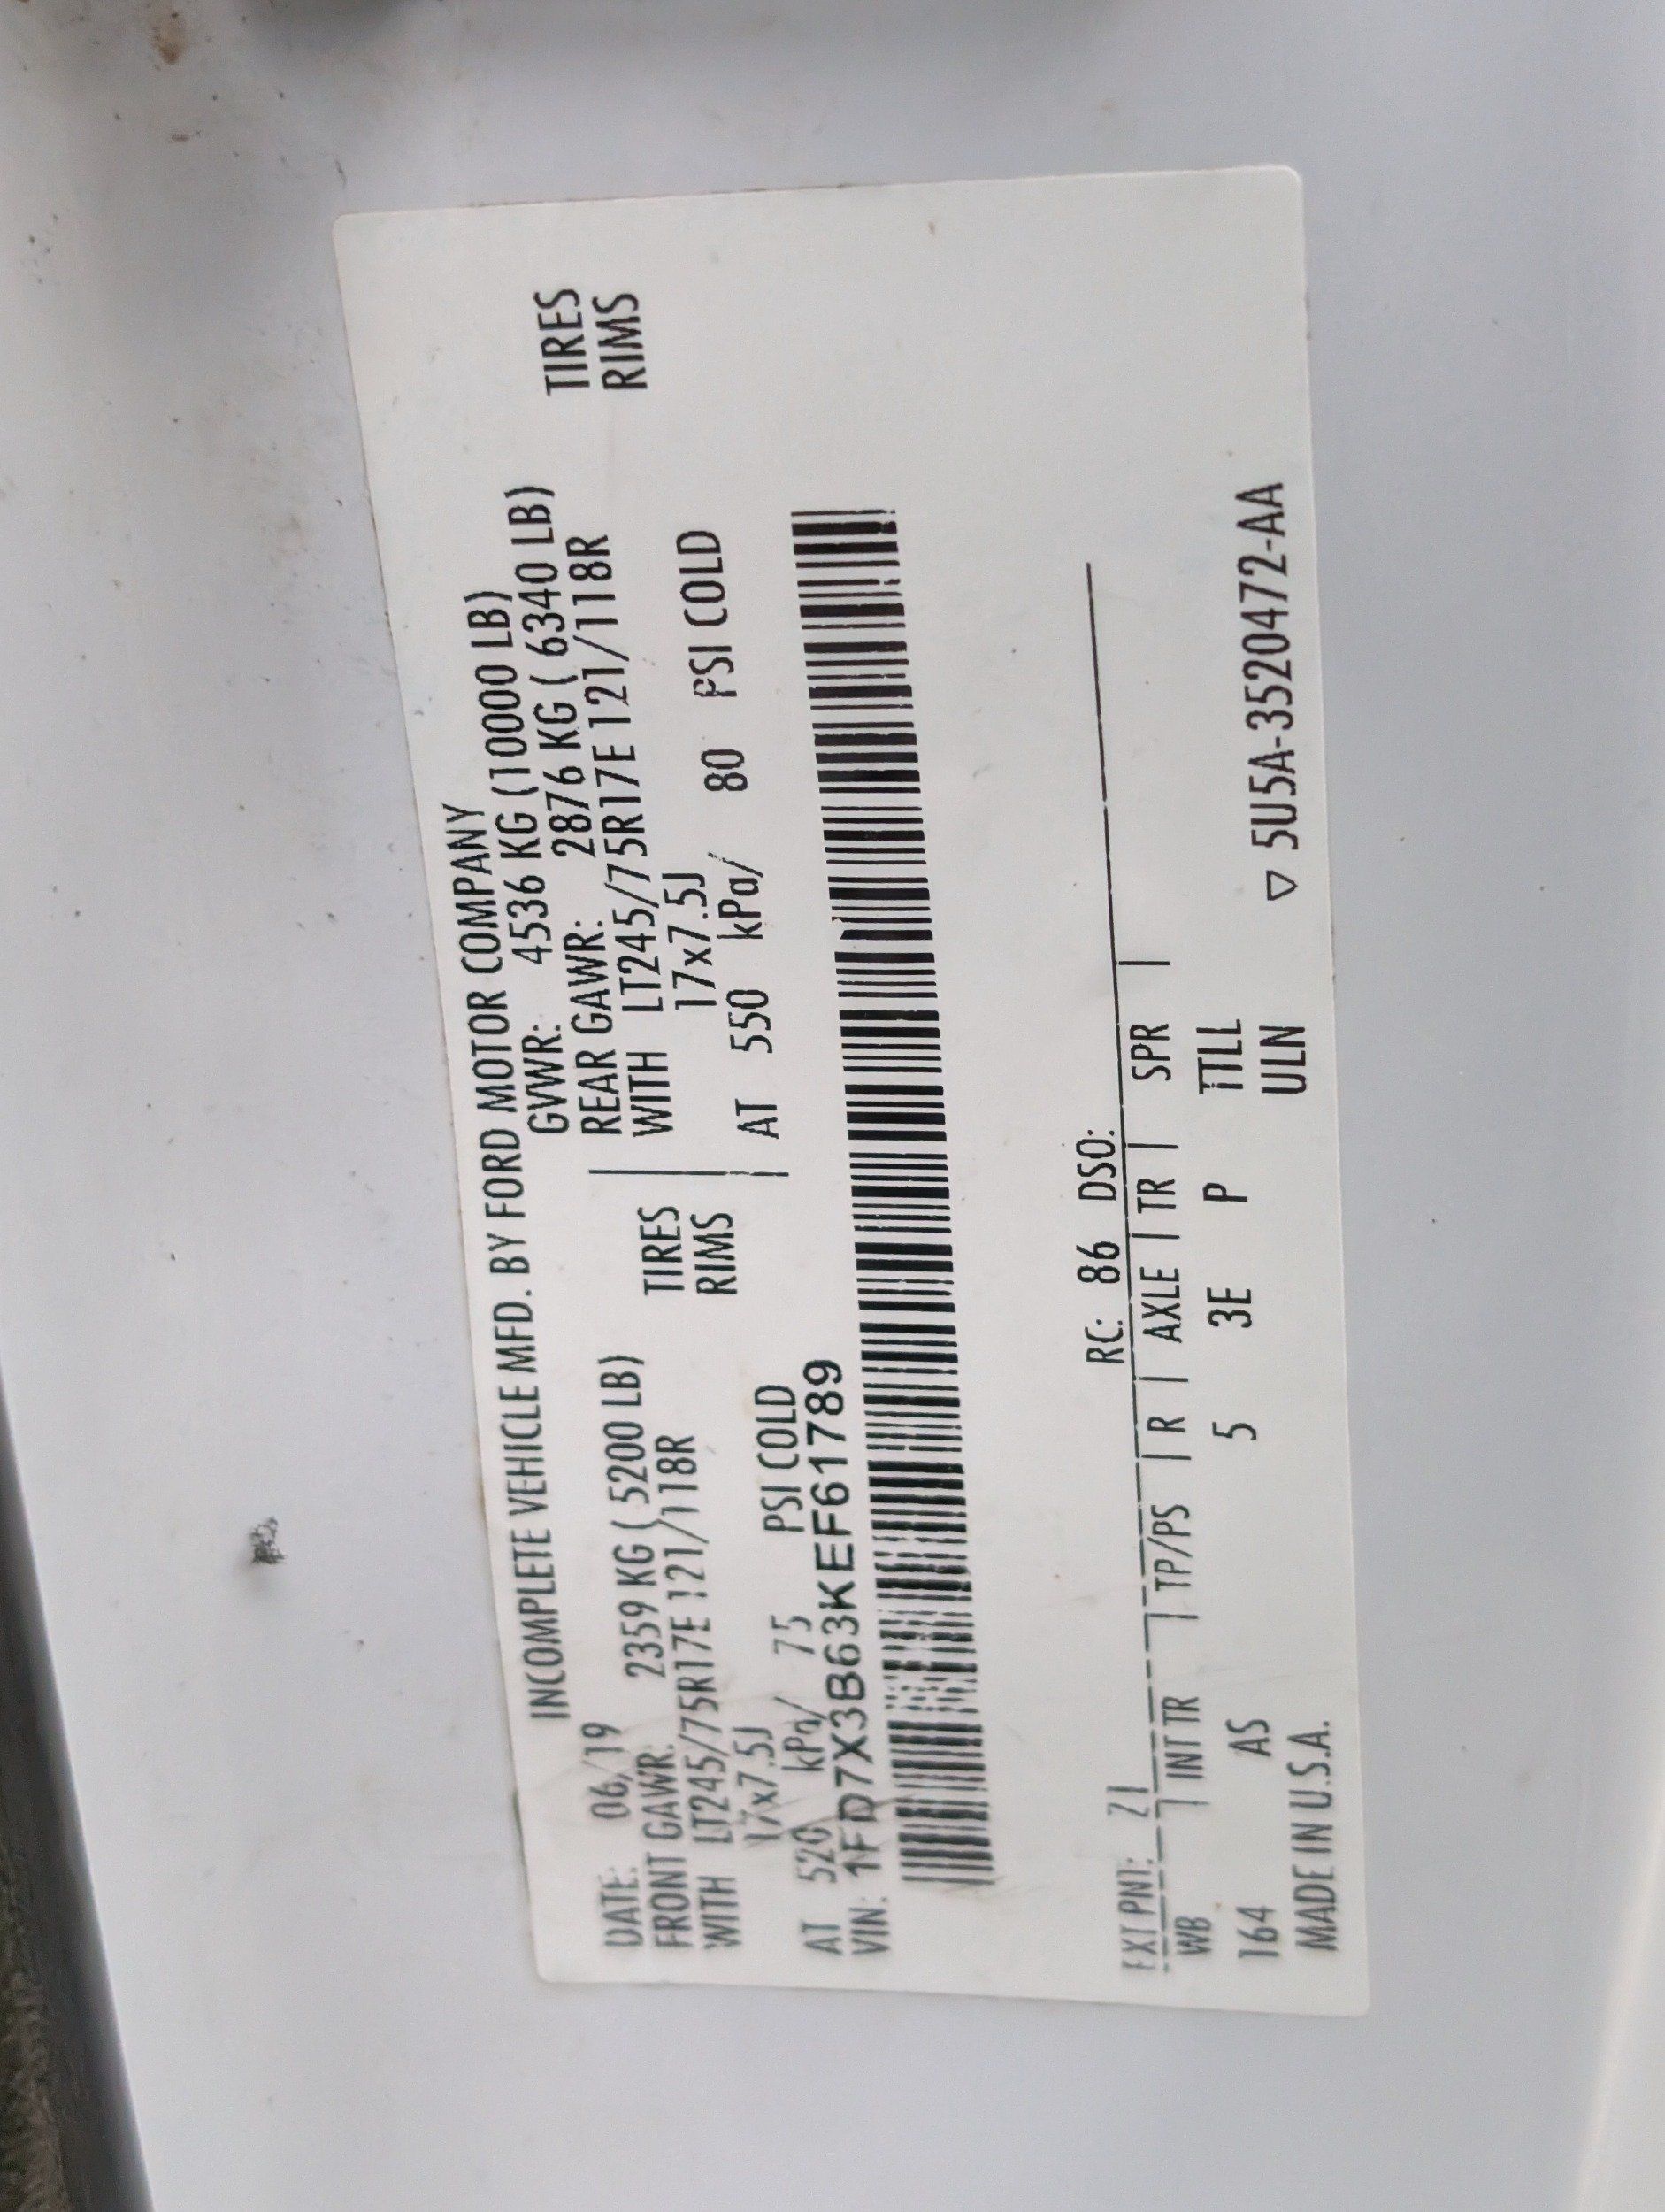 INCOMPLETE VEHICLE MFD. BY FORD MOTOR COMPANY
DATE: 06/19 GVWR: 4536 KG (10000 LB)
FRONT GAWR: 2359 KG ( 5200 LB) REAR GAWR: 2876 KG ( 6340 LB)
WITH LT245/75R17E 121/118R TIRES WITH LT245/75R17E 121/118R TIRES
17x7.5J RIMS 17x7.5J RIMS
AT 520 kPa/ 75 PSI COLD AT 550 kPa/ 80 PSI COLD
VIN: 1FD7X3B63KEF61789
EXT PNT: Z1 RC: 86 DSO:
WB INT TR TP/PS R AXLE TR SPR
164 AS 5 3E P TTLL
MADE IN U.S.A. ULN
▽ 5U5A-3520472-AA